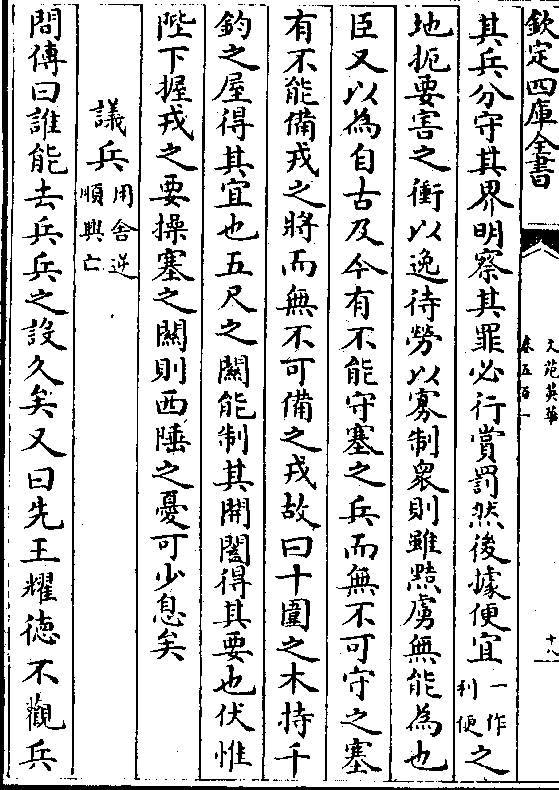 欽定四庫全書
文苑英華
卷五百一
十八
其兵分守其界明察其罪必行賞罰然後據便宜一作利便之
地扼要害之衝以逸待勞以寡制衆則雖黠虜無能為也
臣又以為自古及今有不能守塞之兵而無不可守之塞
有不能備戎之將而無不可備之戎故曰十圍之木持千
鈞之屋得其宜也五尺之關能制其開闔得其要也伏惟
陛下握戎之要操塞之關則西陲之憂可少息矣
議兵用舍逆順興亡
問傳曰誰能去兵兵之設久矣又曰先王耀德不觀兵